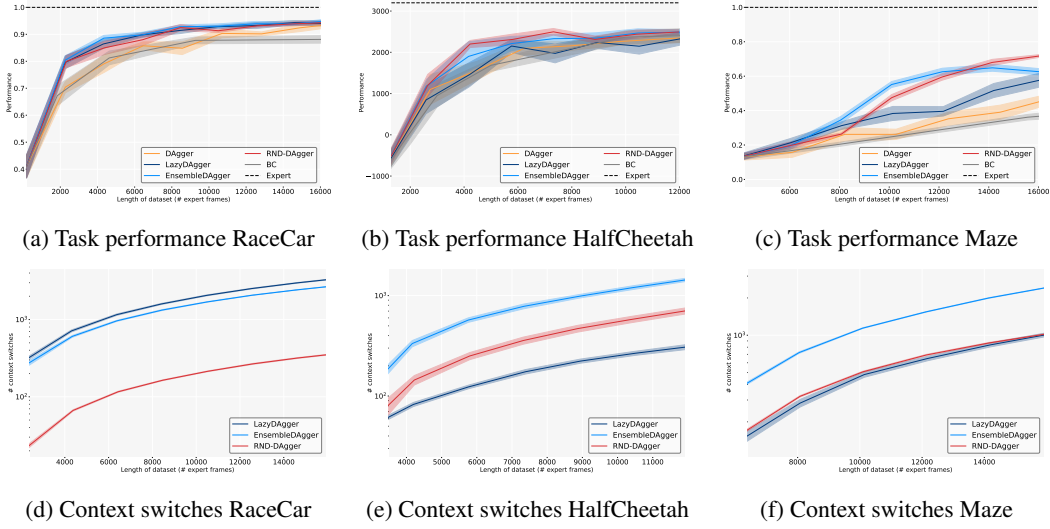 1.0
0.9
0.8
0.7
0.6
0.5
0.4
Performance
2000 4000 6000 8000 10000 12000 14000 16000
Length of dataset (# expert frames)
DAgger
LazyDAgger
EnsembleDAgger
RND-DAgger
BC
Expert
(a) Task performance RaceCar
3000
2000
1000
0
−1000
Performance
2000 4000 6000 8000 10000 12000
Length of dataset (# expert frames)
DAgger
LazyDAgger
EnsembleDAgger
RND-DAgger
BC
Expert
(b) Task performance HalfCheetah
1.0
0.8
0.6
0.4
0.2
0.0
Performance
6000 8000 10000 12000 14000 16000
Length of dataset (# expert frames)
DAgger
LazyDAgger
EnsembleDAgger
RND-DAgger
BC
Expert
(c) Task performance Maze
10³
10²
# context switches
4000 6000 8000 10000 12000 14000
Length of dataset (# expert frames)
LazyDAgger
EnsembleDAgger
RND-DAgger
(d) Context switches RaceCar
10³
10²
# context switches
4000 5000 6000 7000 8000 9000 10000 11000
Length of dataset (# expert frames)
LazyDAgger
EnsembleDAgger
RND-DAgger
(e) Context switches HalfCheetah
10³
# context switches
8000 10000 12000 14000
Length of dataset (# expert frames)
LazyDAgger
EnsembleDAgger
RND-DAgger
(f) Context switches Maze